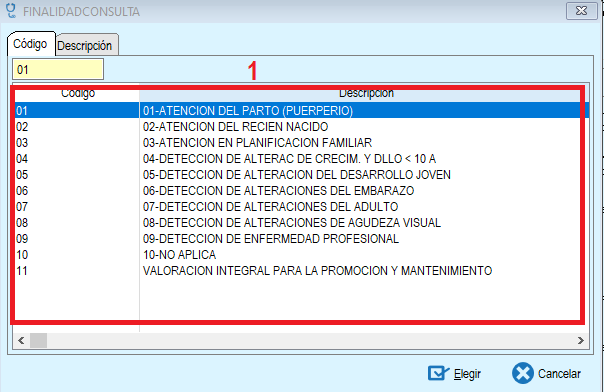 FINALIDADCONSULTA
Código Descripción
01
1
Código Descripción
01 01-ATENCION DEL PARTO (PUERPERIO)
02 02-ATENCION DEL RECIEN NACIDO
03 03-ATENCION EN PLANIFICACION FAMILIAR
04 04-DETECCION DE ALTERAC DE CRECIM. Y DLLO < 10 A
05 05-DETECCION DE ALTERACION DEL DESARROLLO JOVEN
06 06-DETECCION DE ALTERACIONES DEL EMBARAZO
07 07-DETECCION DE ALTERACIONES DEL ADULTO
08 08-DETECCION DE ALTERACIONES DE AGUDEZA VISUAL
09 09-DETECCION DE ENFERMEDAD PROFESIONAL
10 10-NO APLICA
11 VALORACION INTEGRAL PARA LA PROMOCION Y MANTENIMIENTO
Elegir Cancelar